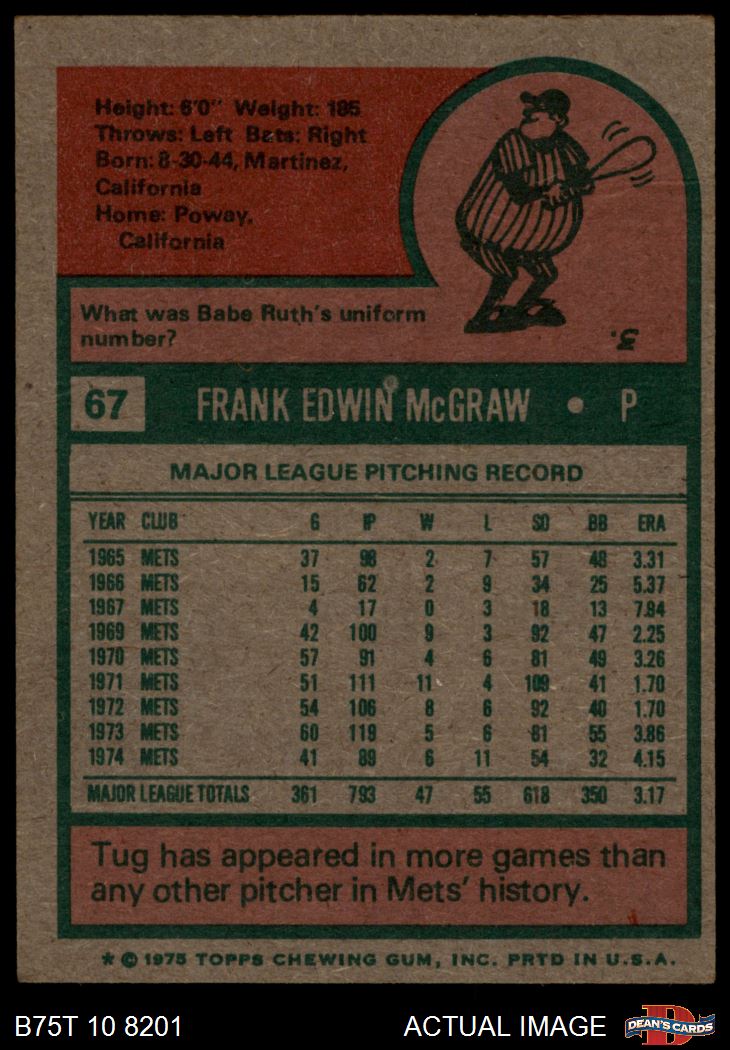 Height: 6'0" Weight: 185
Throws: Left Bats: Right
Born: 8-30-44, Martinez,
California
Home: Poway,
California
What was Babe Ruth's uniform
number?
3.
67 FRANK EDWIN McGRAW • P
MAJOR LEAGUE PITCHING RECORD
YEAR CLUB G IP W L SO BB ERA
1965 METS 37 98 2 7 57 48 3.31
1966 METS 15 62 2 9 34 25 5.37
1967 METS 4 17 0 3 18 13 7.94
1969 METS 42 100 9 3 92 47 2.25
1970 METS 57 91 4 6 81 49 3.26
1971 METS 51 111 11 4 109 41 1.70
1972 METS 54 106 8 6 92 40 1.70
1973 METS 60 119 5 6 81 55 3.86
1974 METS 41 89 6 11 54 32 4.15
MAJOR LEAGUE TOTALS 361 793 47 55 618 350 3.17
Tug has appeared in more games than
any other pitcher in Mets' history.
* © 1975 TOPPS CHEWING GUM, INC. PRTD IN U.S.A.
B75T 10 8201 ACTUAL IMAGE D DEAN'S CARDS